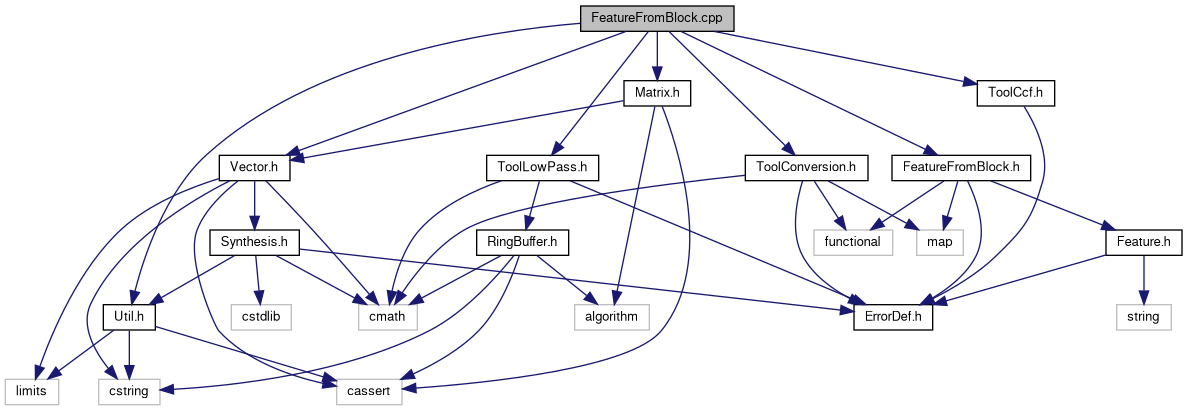 FeatureFromBlock.cpp
Matrix.h
ToolCcf.h
Vector.h
ToolLowPass.h
ToolConversion.h
FeatureFromBlock.h
Synthesis.h
RingBuffer.h
functional
map
Feature.h
Util.h
cstdlib
cmath
algorithm
ErrorDef.h
string
limits
cstring
cassert